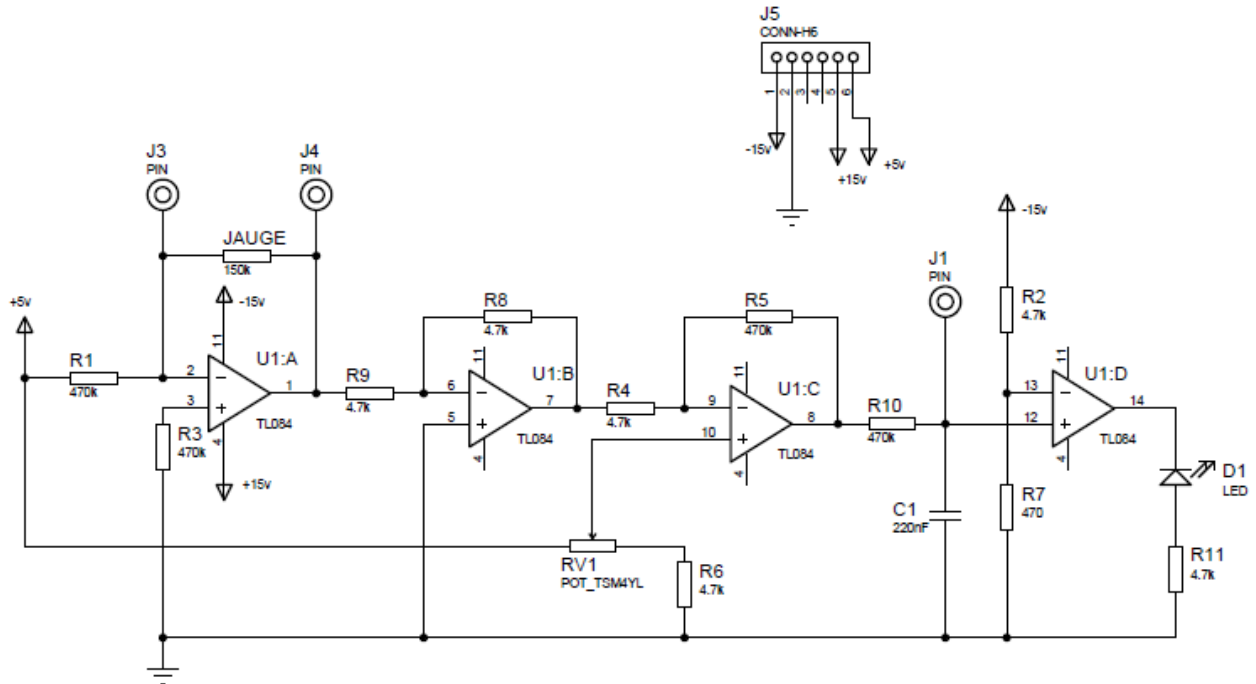 J5
CONN-H6
1
2
3
4
5
6
-15v
+15v
+5v
J3
PIN
J4
PIN
JAUGE
150k
-15v
+5v
R1
470k
11
U1:A
2
3
1
4
TL084
R3
470k
+15v
R9
4.7k
R8
4.7k
11
U1:B
6
5
7
4
TL084
R4
4.7k
R5
470k
11
U1:C
9
10
8
4
TL084
RV1
POT_TSM4YL
R6
4.7k
R10
470k
J1
PIN
C1
220nF
-15v
R2
4.7k
11
U1:D
13
12
14
4
TL084
R7
470
D1
LED
R11
4.7k